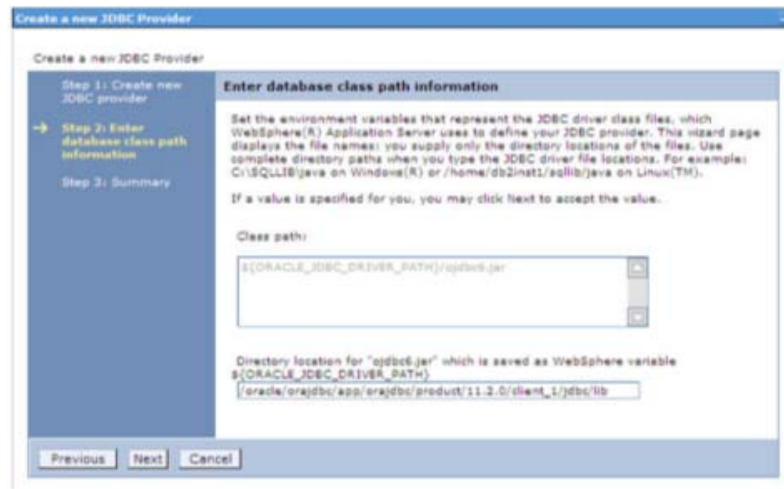 Create a new JDBC Provider
Create a new JDBC Provider
Step 1: Create new
JDBC provider
Step 2: Enter
database class path
information
Step 3: Summary
Enter database class path information
Set the environment variables that represent the JDBC driver class files, which
WebSphere(R) Application Server uses to define your JDBC provider. This wizard page
displays the file names; you supply only the directory locations of the files. Use
complete directory paths when you type the JDBC driver file locations. For example:
C:\SQLLIB\java on Windows(R) or /home/db2inst1/sqllib/java on Linux(TM).
If a value is specified for you, you may click Next to accept the value.
Class path:
${ORACLE_JDBC_DRIVER_PATH}/ojdbc6.jar
Directory location for "ojdbc6.jar" which is saved as WebSphere variable
${ORACLE_JDBC_DRIVER_PATH}
/oracle/orajdbc/app/orajdbc/product/11.2.0/client_1/jdbc/lib
Previous Next Cancel